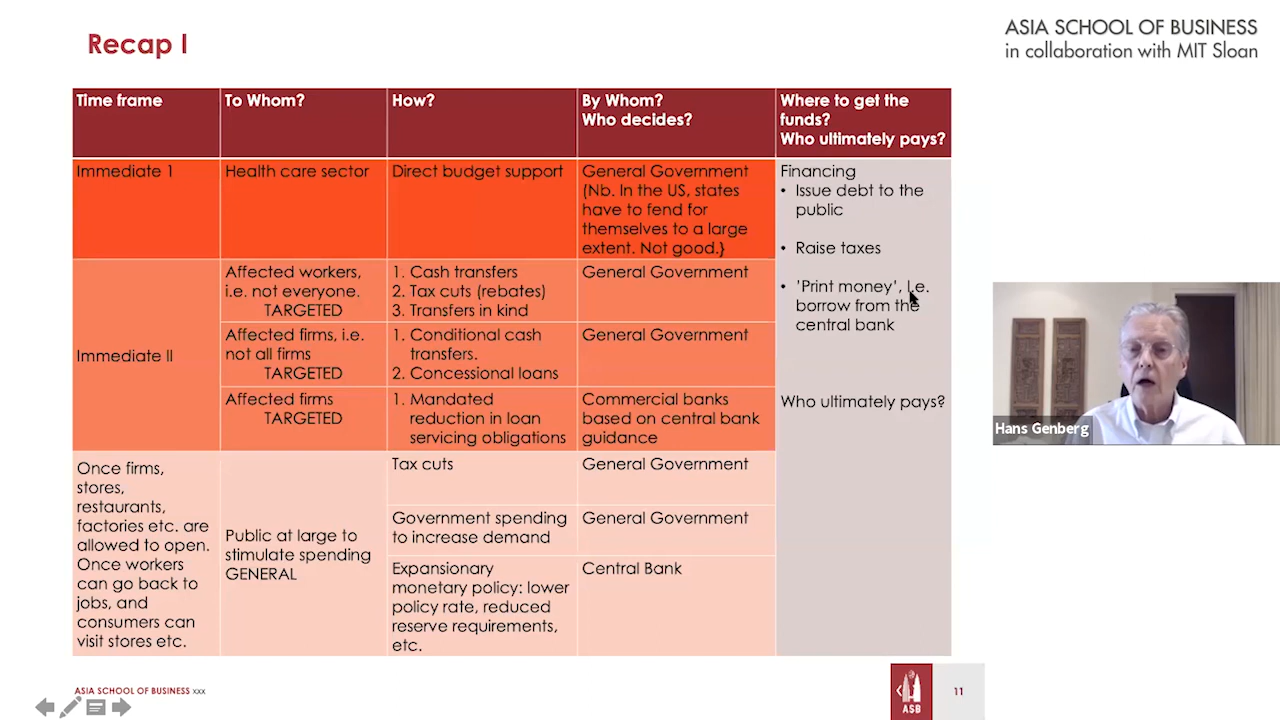 Recap I
ASIA SCHOOL OF BUSINESS
in collaboration with MIT Sloan
Time frame
To Whom?
How?
By Whom?
Who decides?
Where to get the
funds?
Who ultimately pays?
Immediate 1
Health care sector
Direct budget support
General Government
(Nb. In the US, states
have to fend for
themselves to a large
extent. Not good.}
Financing
• Issue debt to the
public
• Raise taxes
• 'Print money', I.e.
borrow from the
central bank
Who ultimately pays?
Immediate II
Affected workers,
i.e. not everyone.
TARGETED
1. Cash transfers
2. Tax cuts (rebates)
3. Transfers in kind
General Government
Affected firms, i.e.
not all firms
TARGETED
1. Conditional cash
transfers.
2. Concessional loans
General Government
Affected firms
TARGETED
1. Mandated
reduction in loan
servicing obligations
Commercial banks
based on central bank
guidance
Once firms,
stores,
restaurants,
factories etc. are
allowed to open.
Once workers
can go back to
jobs, and
consumers can
visit stores etc.
Public at large to
stimulate spending
GENERAL
Tax cuts
General Government
Government spending
to increase demand
General Government
Expansionary
monetary policy: lower
policy rate, reduced
reserve requirements,
etc.
Central Bank
Hans Genberg
ASIA SCHOOL OF BUSINESS xxx
ASB
11